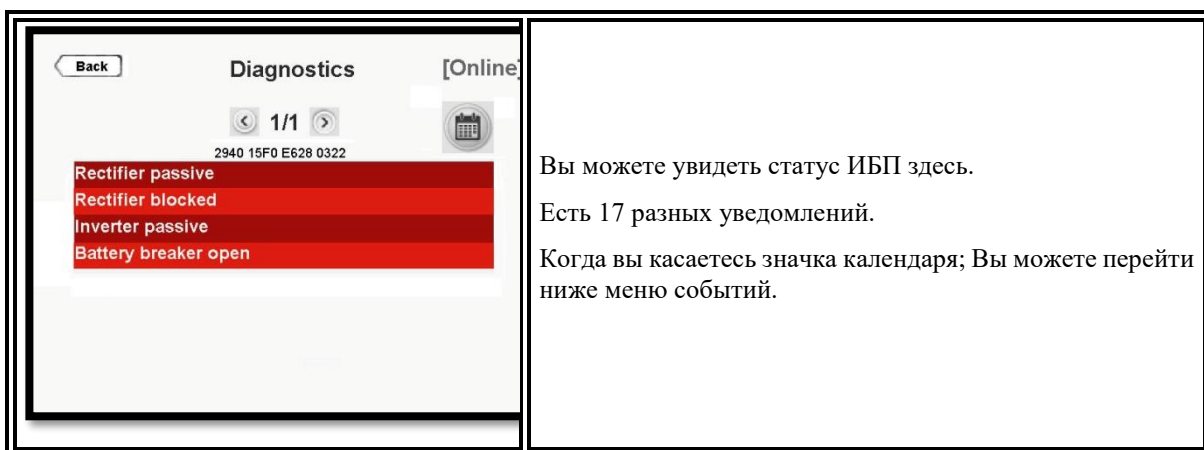 Back
Diagnostics
[Online]
1/1
2940 15F0 E628 0322
Rectifier passive
Rectifier blocked
Inverter passive
Battery breaker open
Вы можете увидеть статус ИБП здесь.
Есть 17 разных уведомлений.
Когда вы касаетесь значка календаря; Вы можете перейти
ниже меню событий.